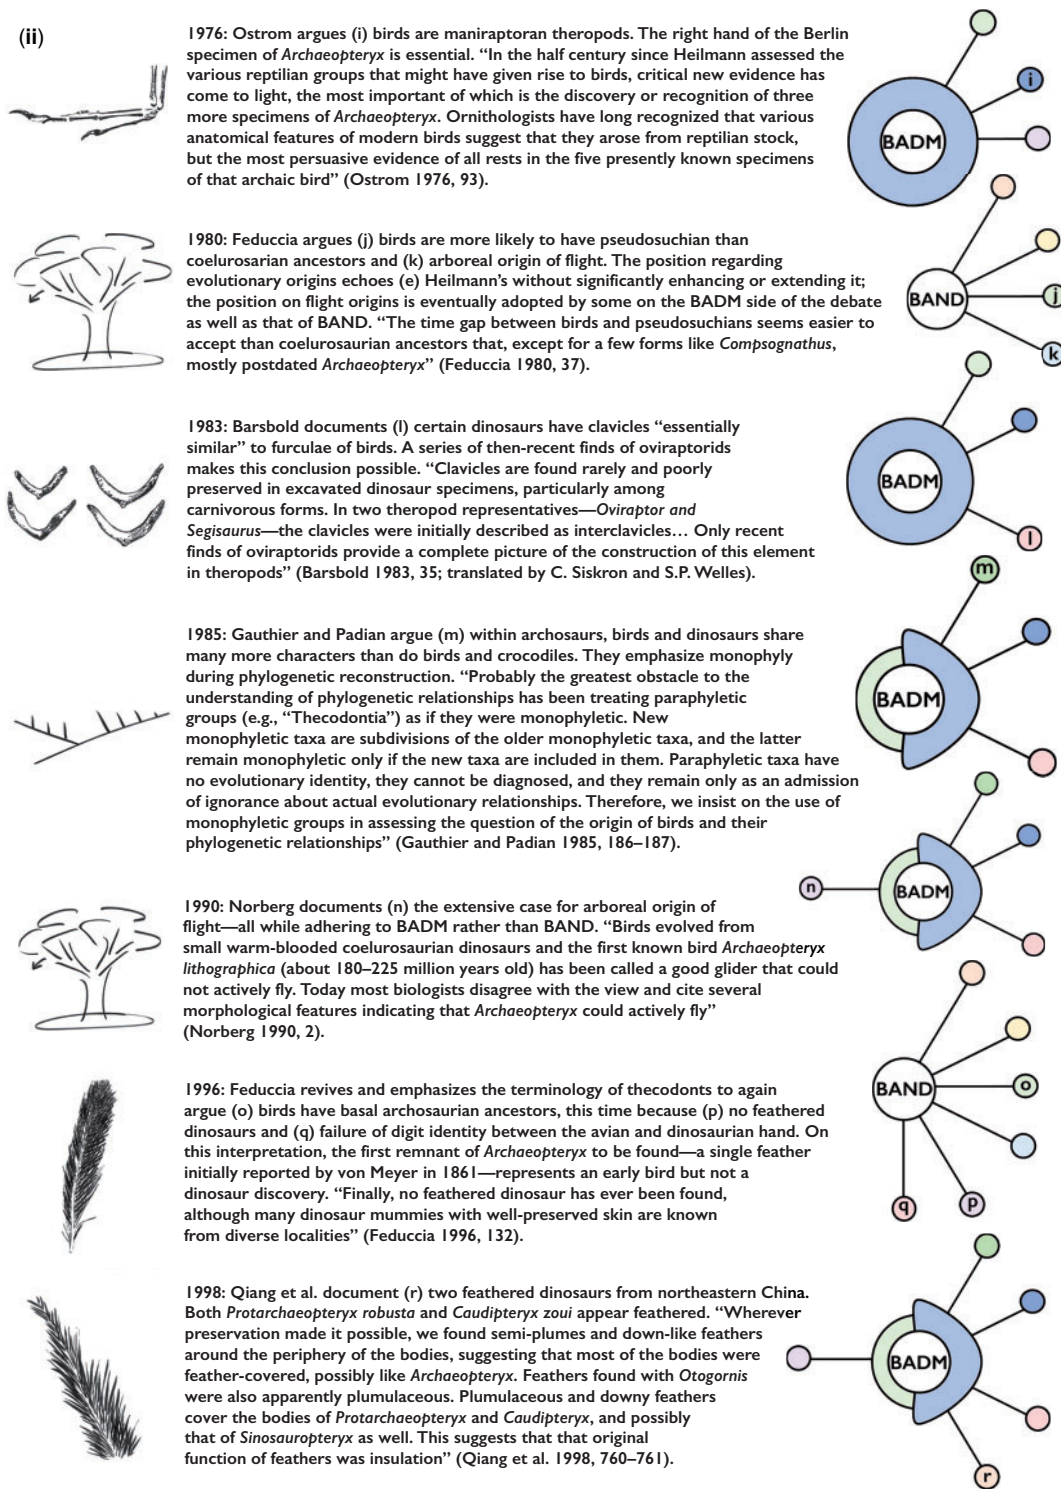 (ii)
1976: Ostrom argues (i) birds are maniraptoran theropods. The right hand of the Berlin
specimen of Archaeopteryx is essential. “In the half century since Heilmann assessed the
various reptilian groups that might have given rise to birds, critical new evidence has
come to light, the most important of which is the discovery or recognition of three
more specimens of Archaeopteryx. Ornithologists have long recognized that various
anatomical features of modern birds suggest that they arose from reptilian stock,
but the most persuasive evidence of all rests in the five presently known specimens
of that archaic bird” (Ostrom 1976, 93).
BADM
i
1980: Feduccia argues (j) birds are more likely to have pseudosuchian than
coelurosarian ancestors and (k) arboreal origin of flight. The position regarding
evolutionary origins echoes (e) Heilmann’s without significantly enhancing or extending it;
the position on flight origins is eventually adopted by some on the BADM side of the debate
as well as that of BAND. “The time gap between birds and pseudosuchians seems easier to
accept than coelurosaurian ancestors that, except for a few forms like Compsognathus,
mostly postdated Archaeopteryx” (Feduccia 1980, 37).
BAND
j
k
1983: Barsbold documents (l) certain dinosaurs have clavicles “essentially
similar” to furculae of birds. A series of then-recent finds of oviraptorids
makes this conclusion possible. “Clavicles are found rarely and poorly
preserved in excavated dinosaur specimens, particularly among
carnivorous forms. In two theropod representatives—Oviraptor and
Segisaurus—the clavicles were initially described as interclavicles… Only recent
finds of oviraptorids provide a complete picture of the construction of this element
in theropods” (Barsbold 1983, 35; translated by C. Siskron and S.P. Welles).
BADM
l
1985: Gauthier and Padian argue (m) within archosaurs, birds and dinosaurs share
many more characters than do birds and crocodiles. They emphasize monophyly
during phylogenetic reconstruction. “Probably the greatest obstacle to the
understanding of phylogenetic relationships has been treating paraphyletic
groups (e.g., “Thecodontia”) as if they were monophyletic. New
monophyletic taxa are subdivisions of the older monophyletic taxa, and the latter
remain monophyletic only if the new taxa are included in them. Paraphyletic taxa have
no evolutionary identity, they cannot be diagnosed, and they remain only as an admission
of ignorance about actual evolutionary relationships. Therefore, we insist on the use of
monophyletic groups in assessing the question of the origin of birds and their
phylogenetic relationships” (Gauthier and Padian 1985, 186–187).
m
BADM
1990: Norberg documents (n) the extensive case for arboreal origin of
flight—all while adhering to BADM rather than BAND. “Birds evolved from
small warm-blooded coelurosaurian dinosaurs and the first known bird Archaeopteryx
lithographica (about 180–225 million years old) has been called a good glider that could
not actively fly. Today most biologists disagree with the view and cite several
morphological features indicating that Archaeopteryx could actively fly”
(Norberg 1990, 2).
n
BADM
1996: Feduccia revives and emphasizes the terminology of thecodonts to again
argue (o) birds have basal archosaurian ancestors, this time because (p) no feathered
dinosaurs and (q) failure of digit identity between the avian and dinosaurian hand. On
this interpretation, the first remnant of Archaeopteryx to be found—a single feather
initially reported by von Meyer in 1861—represents an early bird but not a
dinosaur discovery. “Finally, no feathered dinosaur has ever been found,
although many dinosaur mummies with well-preserved skin are known
from diverse localities” (Feduccia 1996, 132).
BAND
o
q
p
1998: Qiang et al. document (r) two feathered dinosaurs from northeastern China.
Both Protarchaeopteryx robusta and Caudipteryx zoui appear feathered. “Wherever
preservation made it possible, we found semi-plumes and down-like feathers
around the periphery of the bodies, suggesting that most of the bodies were
feather-covered, possibly like Archaeopteryx. Feathers found with Otogornis
were also apparently plumulaceous. Plumulaceous and downy feathers
cover the bodies of Protarchaeopteryx and Caudipteryx, and possibly
that of Sinosauropteryx as well. This suggests that that original
function of feathers was insulation” (Qiang et al. 1998, 760–761).
BADM
r